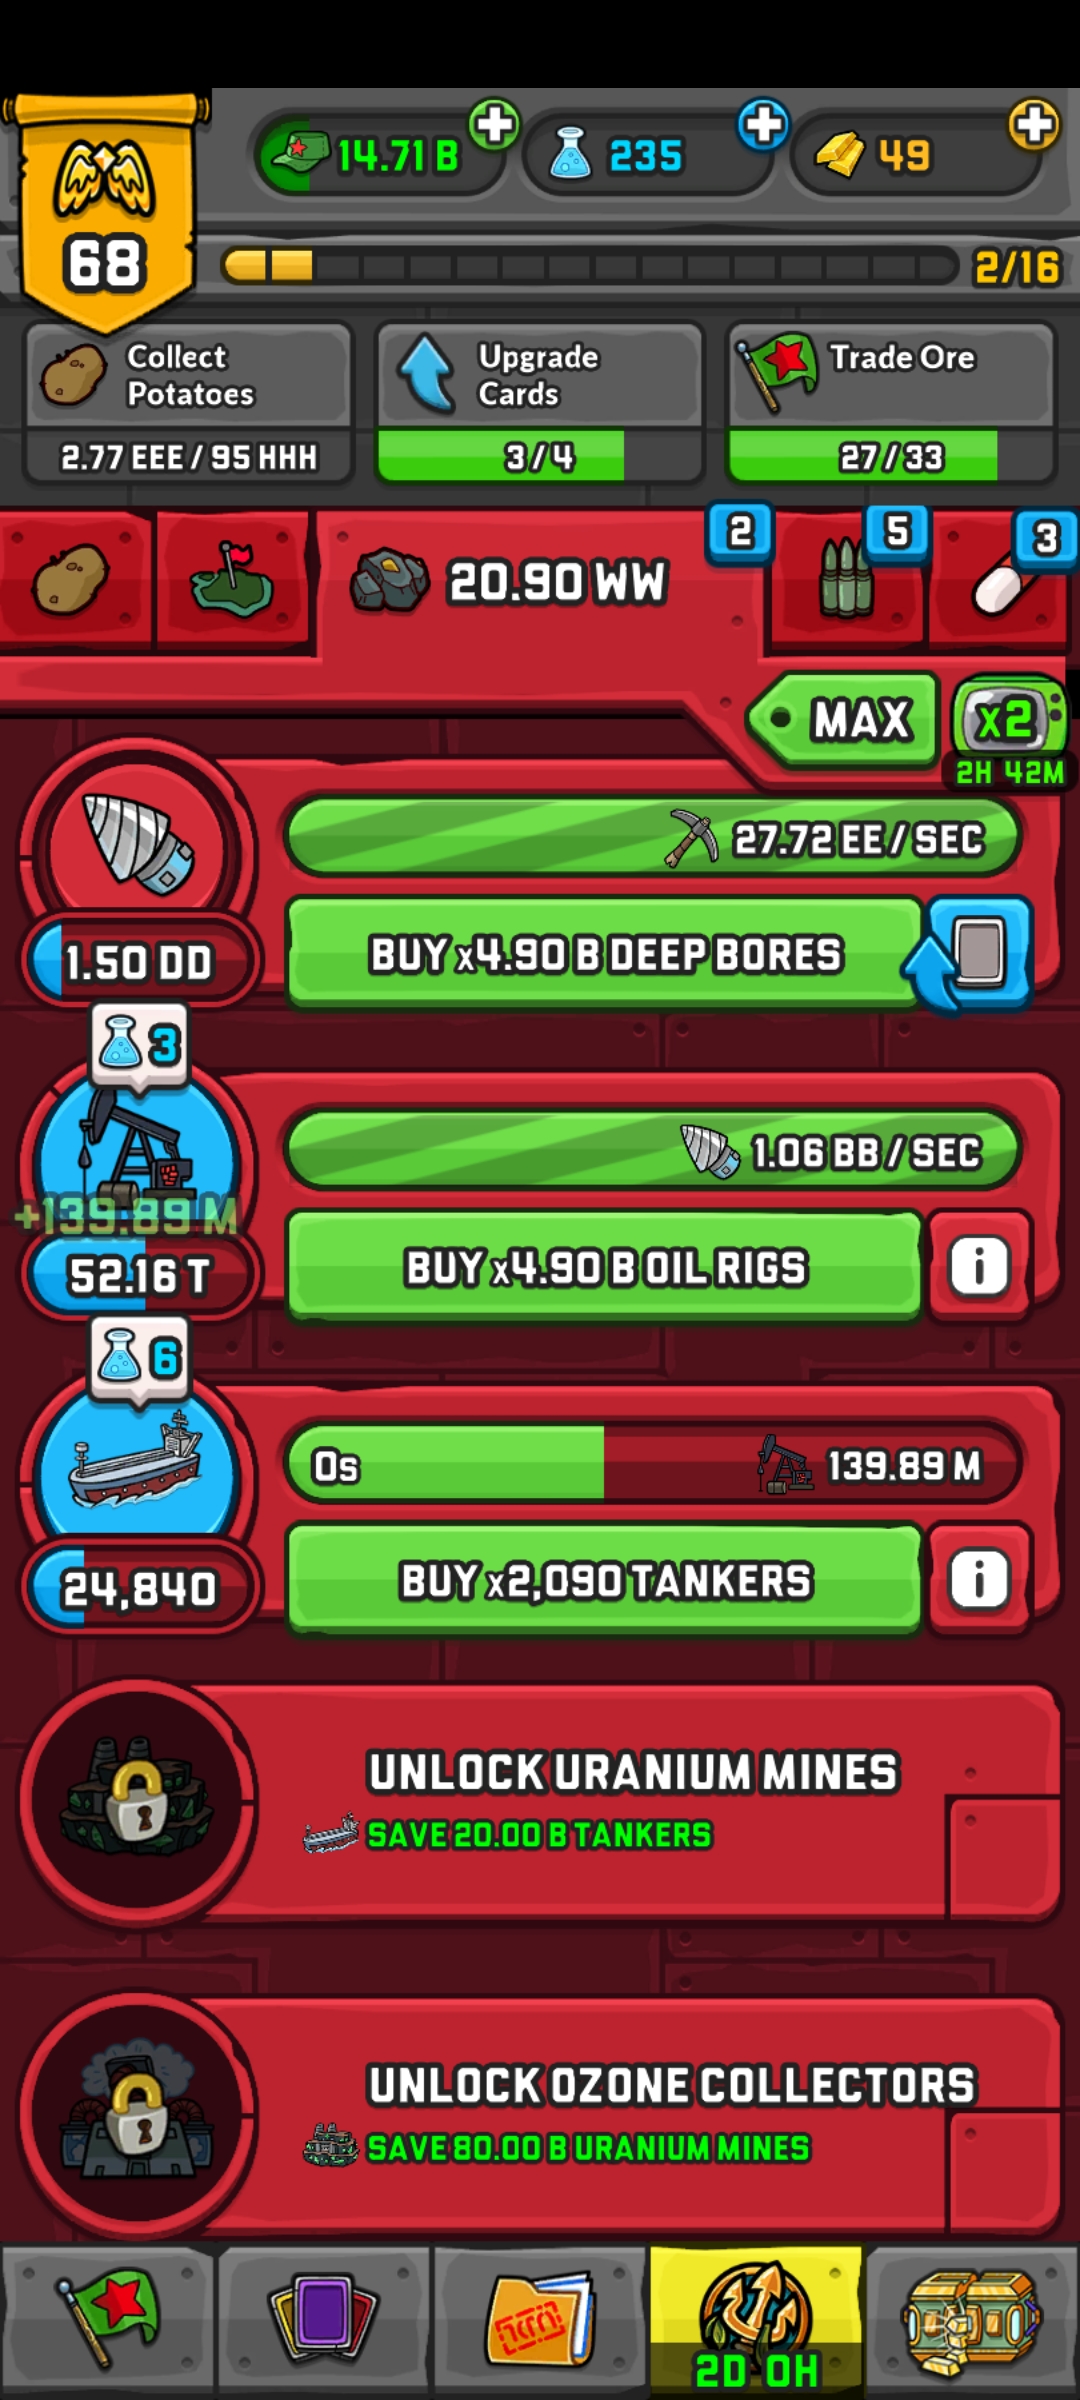 14.71 B
235
49
68
2/16
Collect
Potatoes
2.77 EEE / 95 HHH
Upgrade
Cards
3 / 4
Trade Ore
27 / 33
20.90 WW
2
5
3
MAX
x2
2H 42M
27.72 EE / SEC
1.50 DD
BUY x4.90 B DEEP BORES
3
1.06 BB / SEC
+139.89 M
52.16 T
BUY x4.90 B OIL RIGS
i
6
0s
139.89 M
24,840
BUY x2,090 TANKERS
i
UNLOCK URANIUM MINES
SAVE 20.00 B TANKERS
UNLOCK OZONE COLLECTORS
SAVE 80.00 B URANIUM MINES
2D 0H